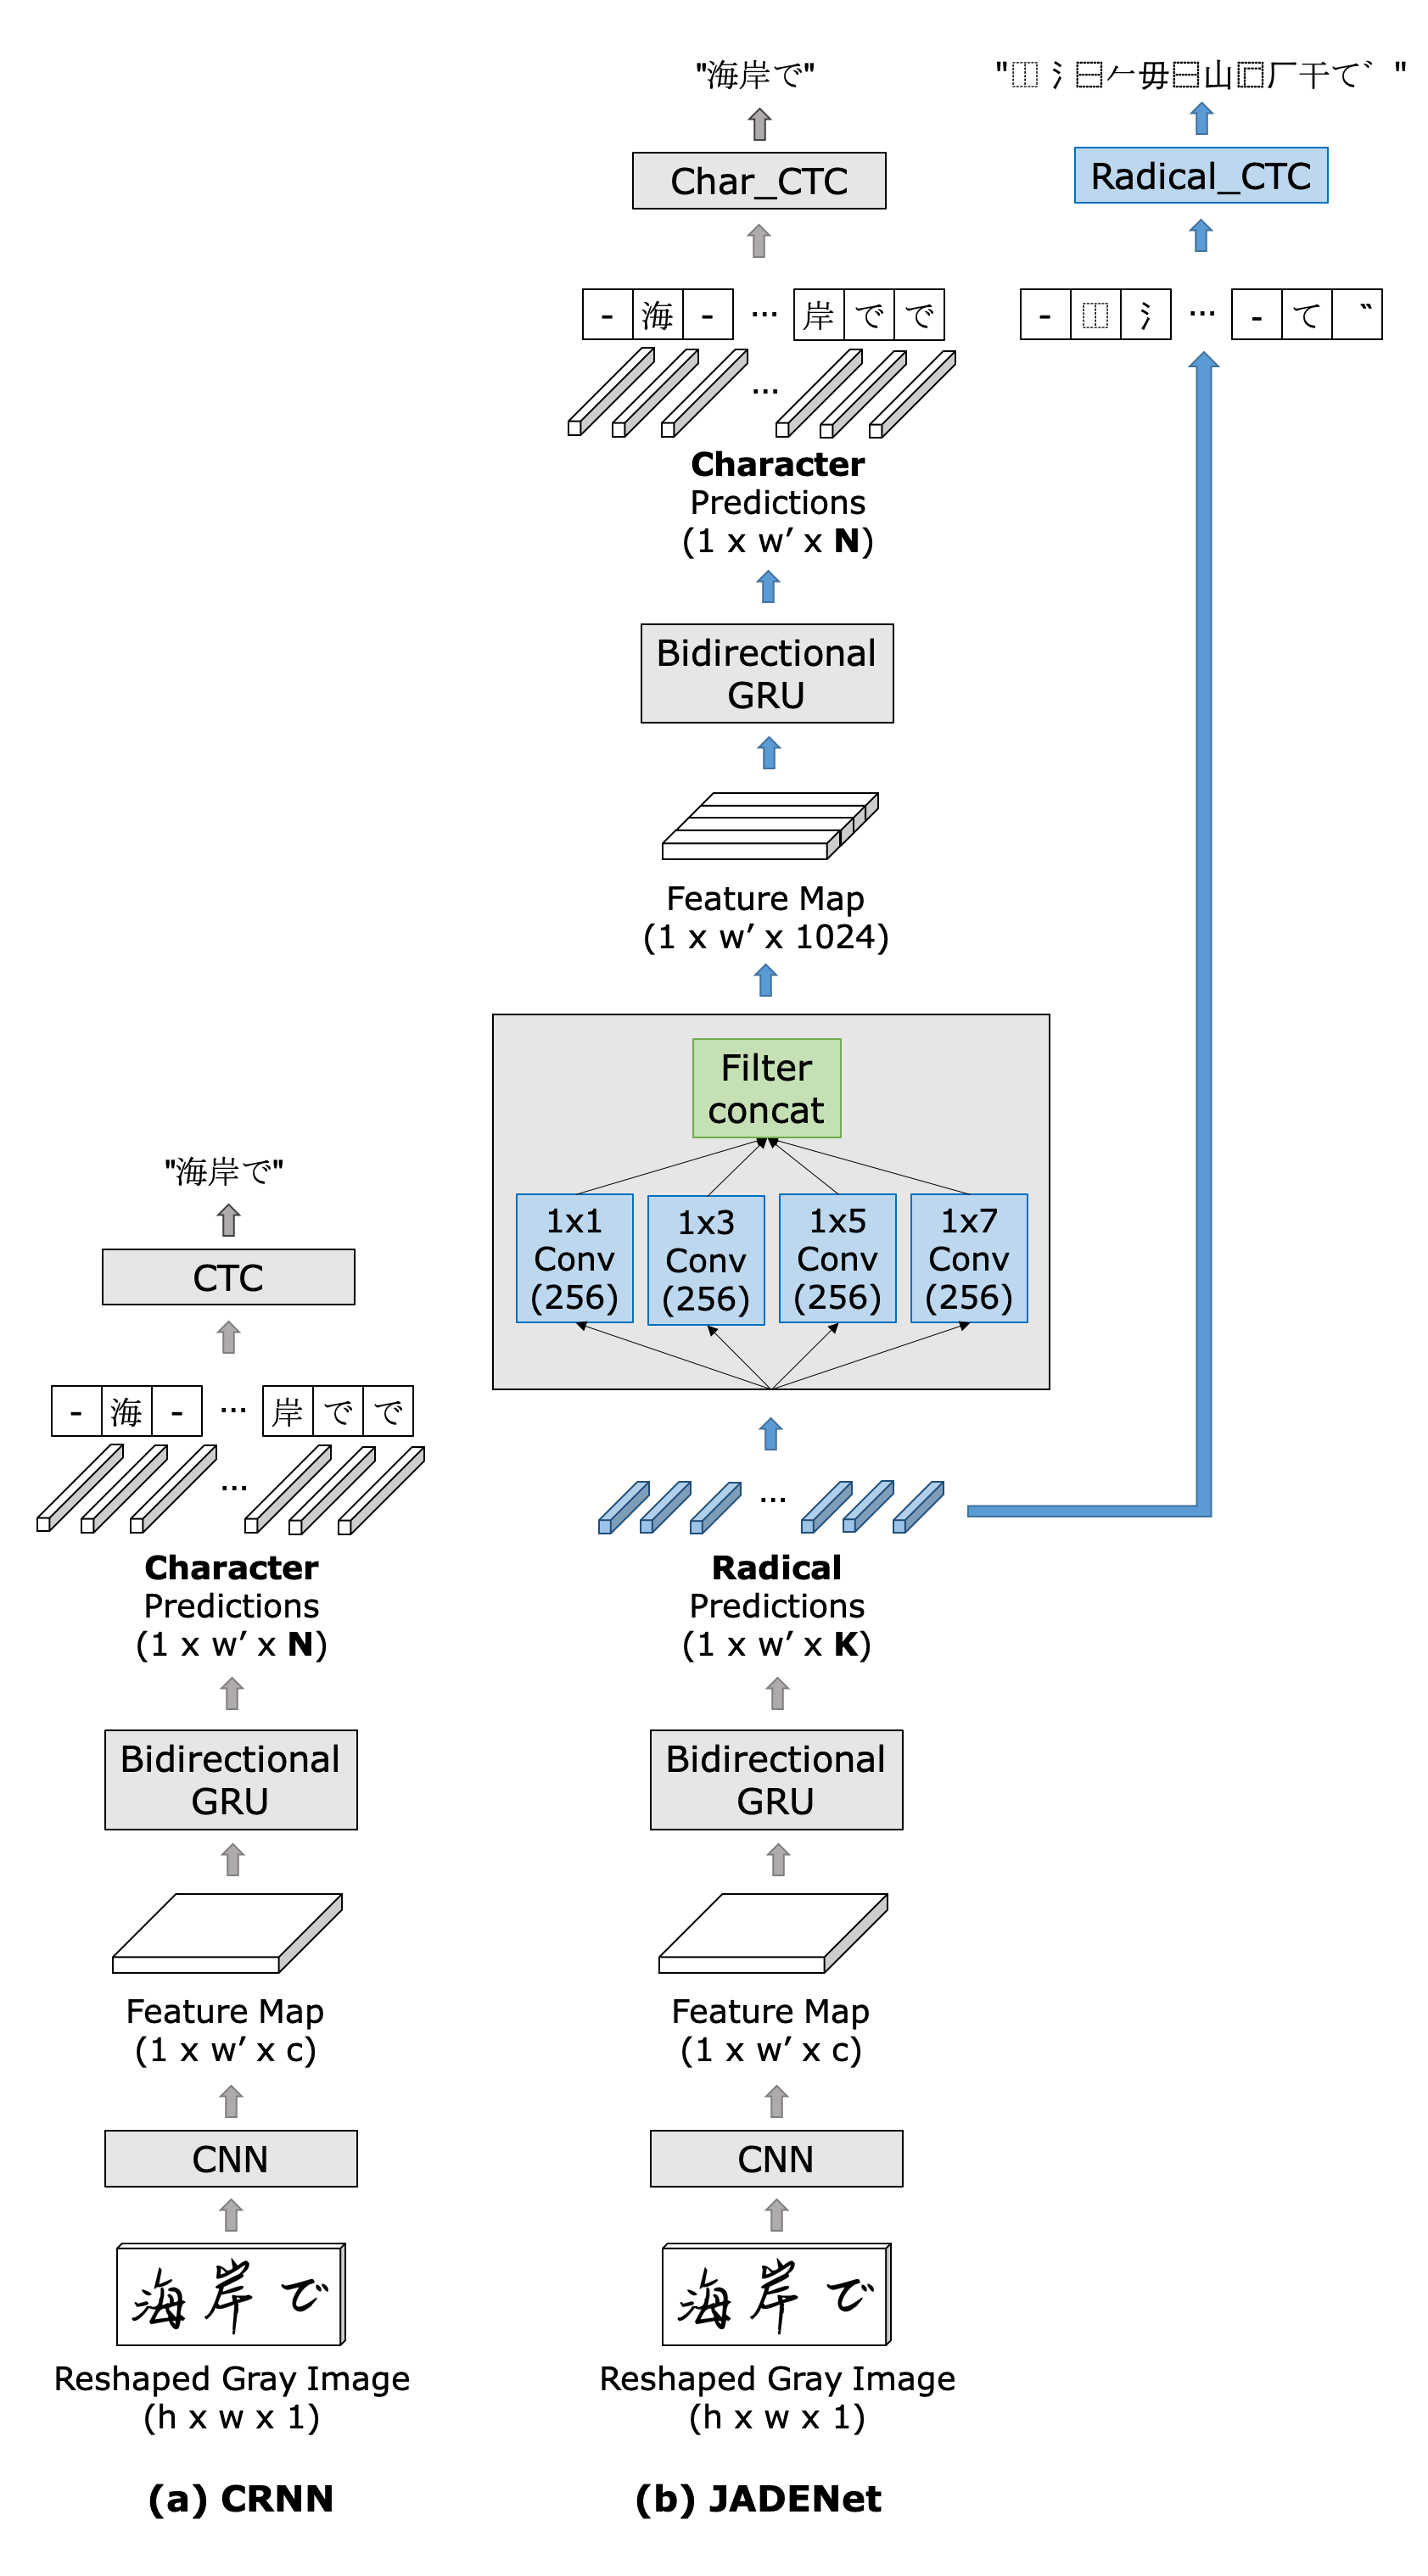 "海岸で"
CTC
- 海 - ... 岸 で で
...
Character
Predictions
(1 x w’ x N)
Bidirectional
GRU
Feature Map
(1 x w’ x c)
CNN
海岸で
Reshaped Gray Image
(h x w x 1)
(a) CRNN
"海岸で"
Char_CTC
- 海 - ... 岸 で で
...
Character
Predictions
(1 x w’ x N)
Bidirectional
GRU
Feature Map
(1 x w’ x 1024)
Filter
concat
1x1
Conv
(256)
1x3
Conv
(256)
1x5
Conv
(256)
1x7
Conv
(256)
...
Radical
Predictions
(1 x w’ x K)
Bidirectional
GRU
Feature Map
(1 x w’ x c)
CNN
海岸で
Reshaped Gray Image
(h x w x 1)
(b) JADENet
"⿰氵⿱𠂉毋⿱山⿸厂干て゛"
Radical_CTC
- ⿰ 氵 ... - て ゛